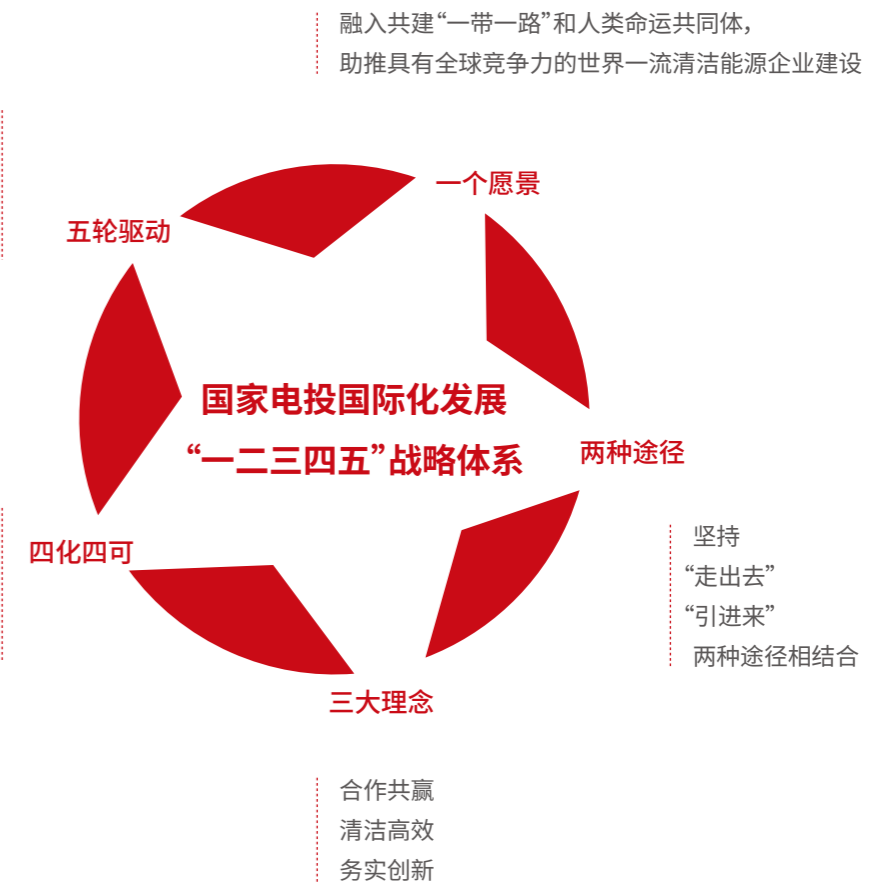 融入共建“一带一路”和人类命运共同体，
助推具有全球竞争力的世界一流清洁能源企业建设
一个愿景
五轮驱动
国家电投国际化发展
“一二三四五”战略体系
两种途径
坚持
“走出去”
“引进来”
两种途径相结合
四化四可
三大理念
合作共赢
清洁高效
务实创新